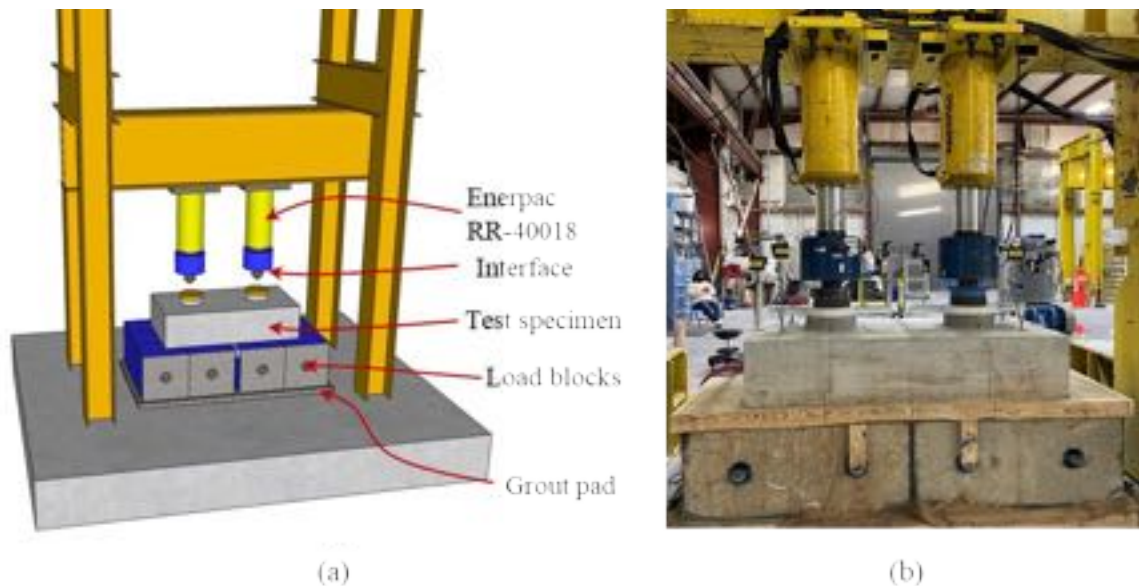 Enerpac
RR-40018
Interface
Test specimen
Load blocks
Grout pad
(a)
(b)